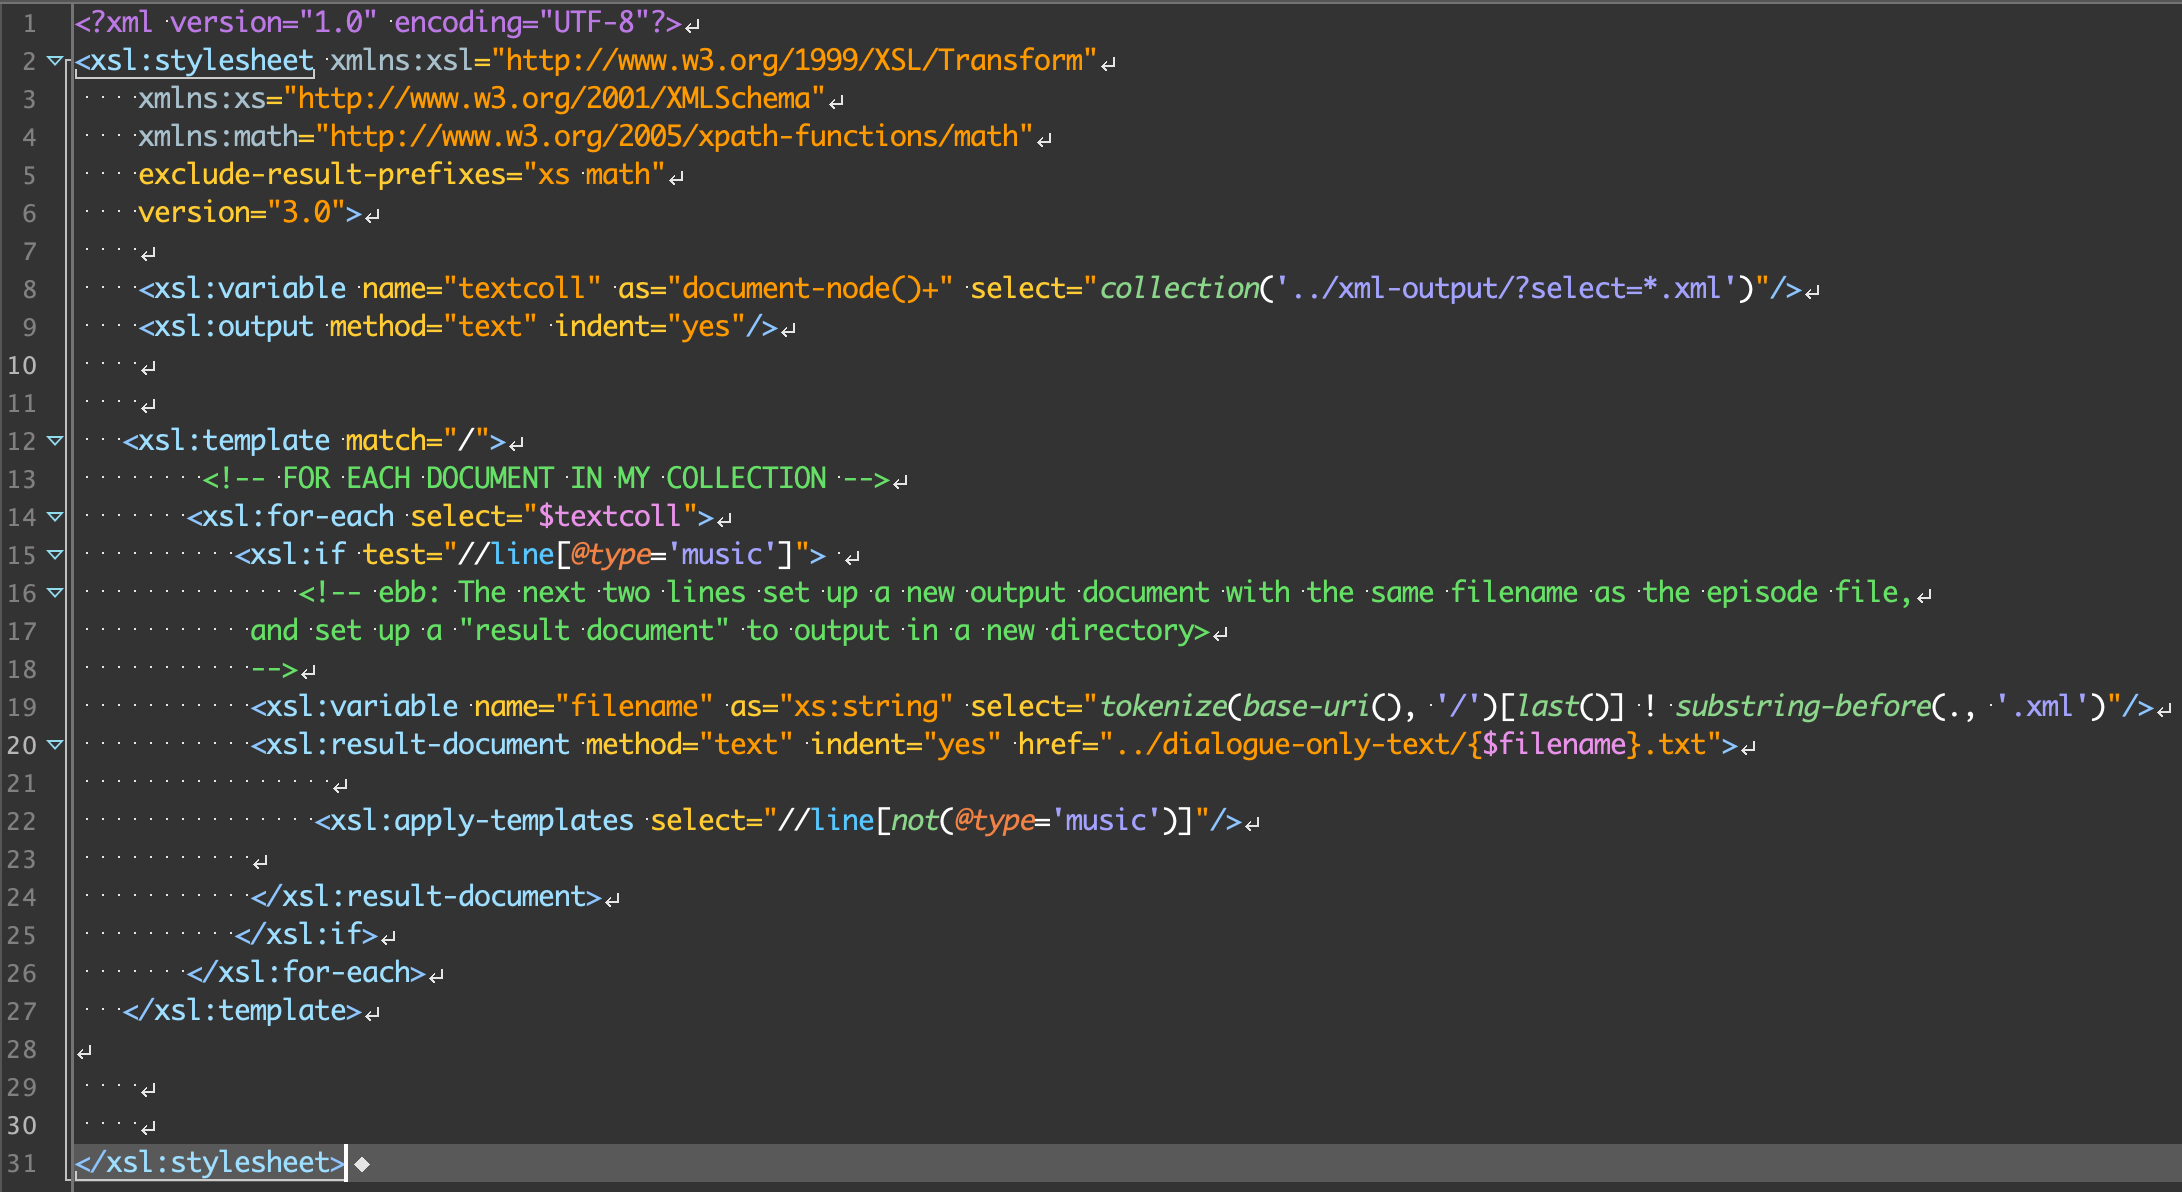 1 <?xml version="1.0" encoding="UTF-8"?>
2 <xsl:stylesheet xmlns:xsl="http://www.w3.org/1999/XSL/Transform"
3     xmlns:xs="http://www.w3.org/2001/XMLSchema"
4     xmlns:math="http://www.w3.org/2005/xpath-functions/math"
5     exclude-result-prefixes="xs math"
6     version="3.0">
7
8     <xsl:variable name="textcoll" as="document-node()+" select="collection('../xml-output/?select=*.xml')"/>
9     <xsl:output method="text" indent="yes"/>
10
11
12    <xsl:template match="/">
13         <!-- FOR EACH DOCUMENT IN MY COLLECTION -->
14        <xsl:for-each select="$textcoll">
15           <xsl:if test="//line[@type='music']">
16               <!-- ebb: The next two lines set up a new output document with the same filename as the episode file,
17            and set up a "result document" to output in a new directory>
18            -->
19            <xsl:variable name="filename" as="xs:string" select="tokenize(base-uri(), '/')[last()] ! substring-before(., '.xml')"/>
20            <xsl:result-document method="text" indent="yes" href="../dialogue-only-text/{$filename}.txt">
21
22                <xsl:apply-templates select="//line[not(@type='music')]"/>
23
24            </xsl:result-document>
25           </xsl:if>
26        </xsl:for-each>
27    </xsl:template>
28
29
30
31 </xsl:stylesheet>